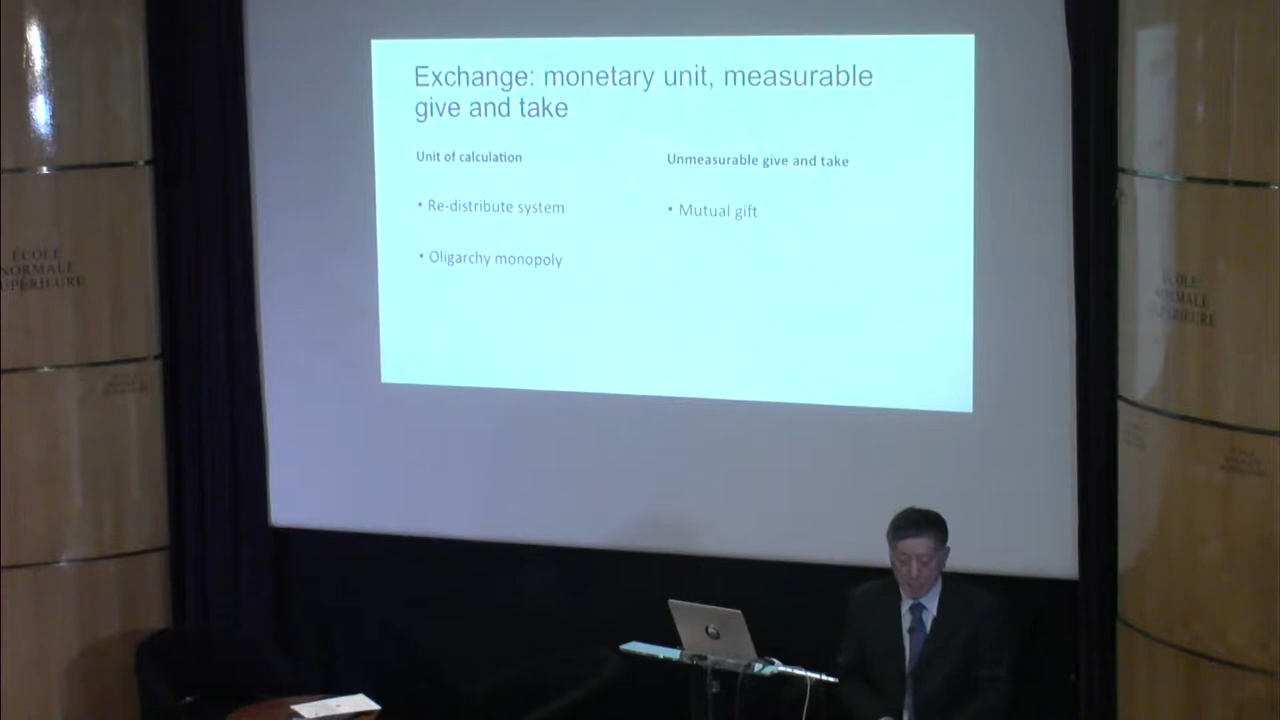 Exchange: monetary unit, measurable
give and take
Unit of calculation
Unmeasurable give and take
• Re-distribute system
• Mutual gift
• Oligarchy monopoly
ÉCOLE
NORMALE
SUPÉRIEURE
ÉCOLE
NORMALE
SUPÉRIEURE